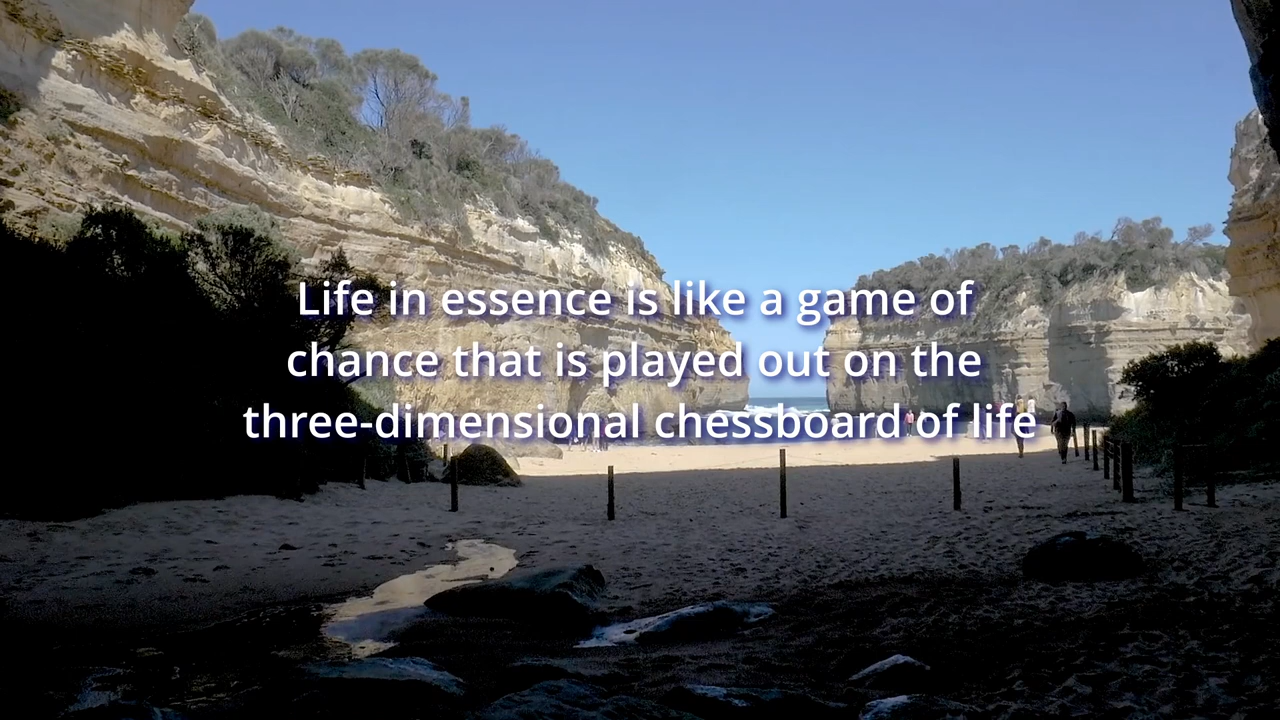 Life in essence is like a game of
chance that is played out on the
three-dimensional chessboard of life